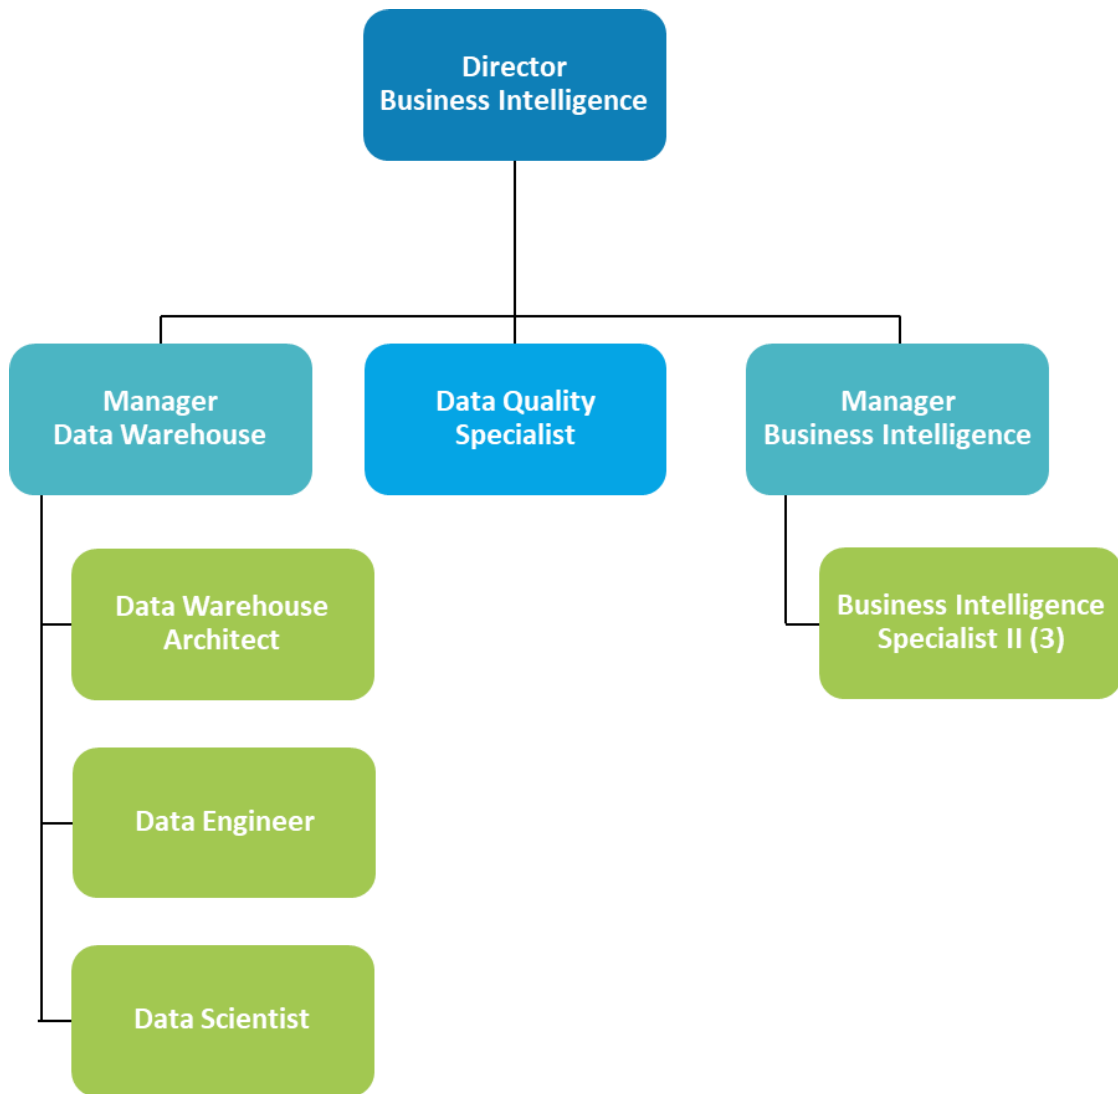 Director
Business Intelligence
Manager
Data Warehouse
Data Quality
Specialist
Manager
Business Intelligence
Data Warehouse
Architect
Data Engineer
Data Scientist
Business Intelligence
Specialist II (3)